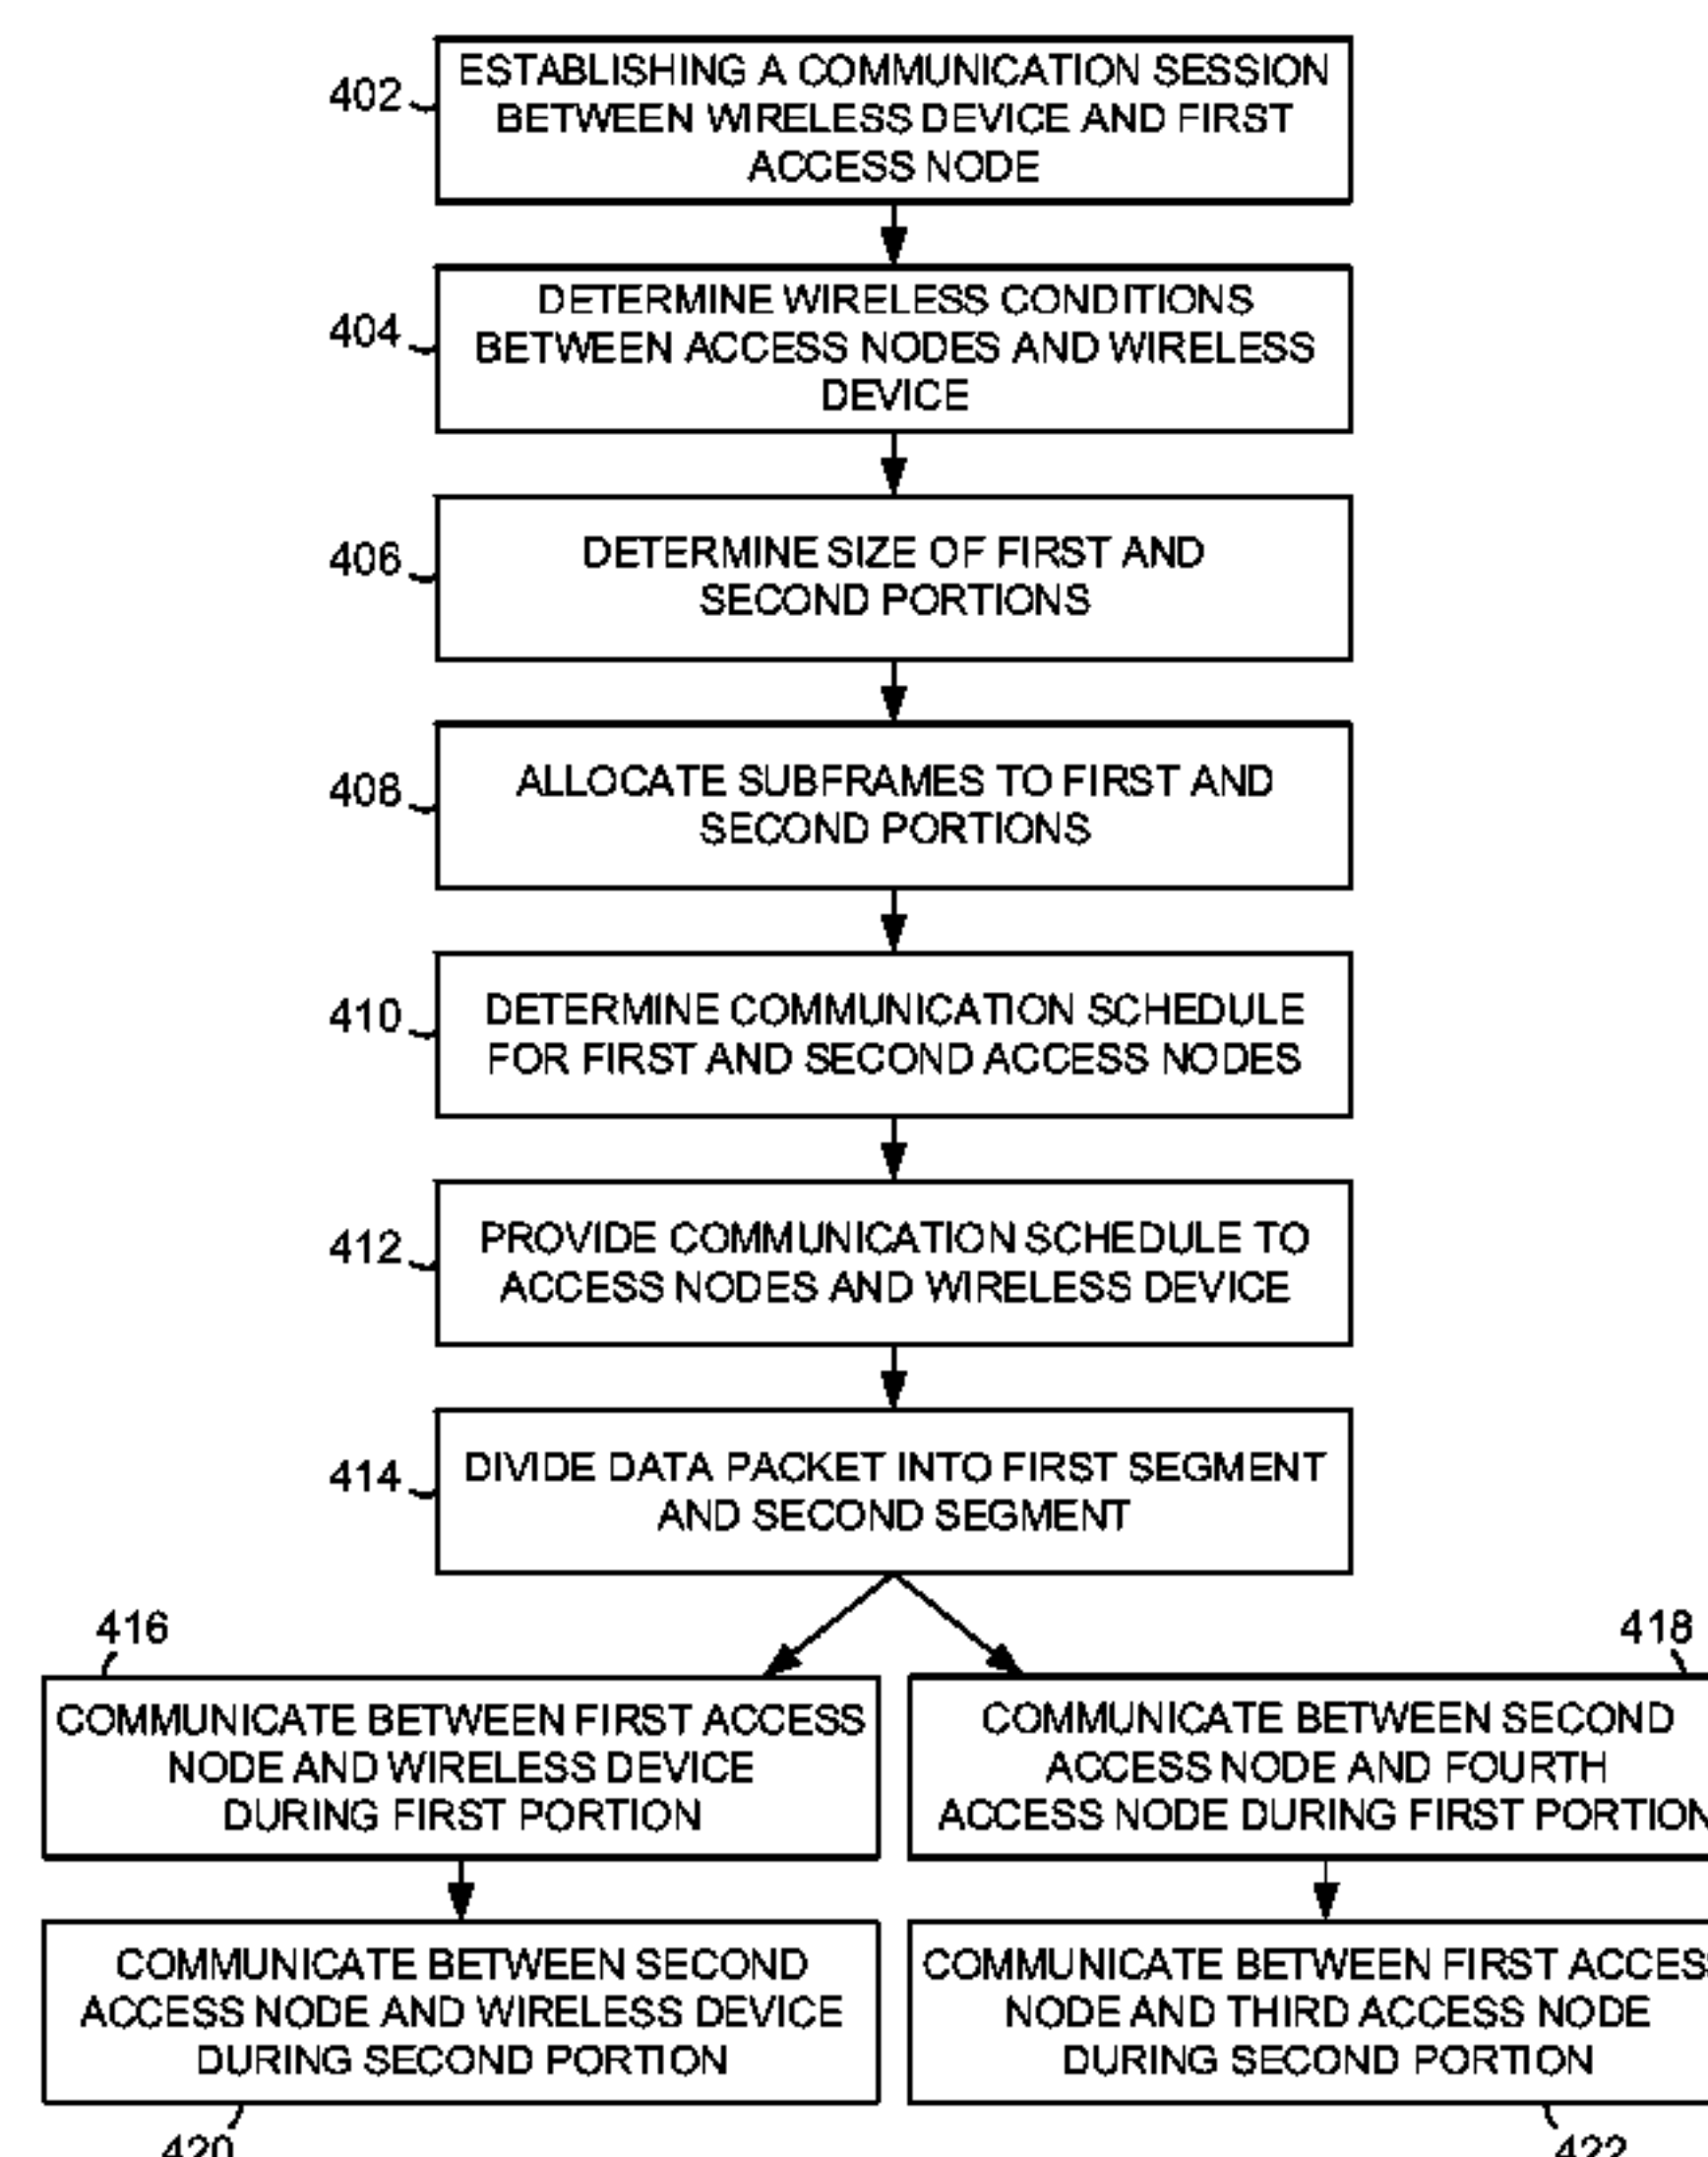 402
ESTABLISHING A COMMUNICATION SESSION
BETWEEN WIRELESS DEVICE AND FIRST
ACCESS NODE
404
DETERMINE WIRELESS CONDITIONS
BETWEEN ACCESS NODES AND WIRELESS
DEVICE
406
DETERMINE SIZE OF FIRST AND
SECOND PORTIONS
408
ALLOCATE SUBFRAMES TO FIRST AND
SECOND PORTIONS
410
DETERMINE COMMUNICATION SCHEDULE
FOR FIRST AND SECOND ACCESS NODES
412
PROVIDE COMMUNICATION SCHEDULE TO
ACCESS NODES AND WIRELESS DEVICE
414
DIVIDE DATA PACKET INTO FIRST SEGMENT
AND SECOND SEGMENT
416
COMMUNICATE BETWEEN FIRST ACCESS
NODE AND WIRELESS DEVICE
DURING FIRST PORTION
418
COMMUNICATE BETWEEN SECOND
ACCESS NODE AND FOURTH
ACCESS NODE DURING FIRST PORTION
COMMUNICATE BETWEEN SECOND
ACCESS NODE AND WIRELESS DEVICE
DURING SECOND PORTION
420
COMMUNICATE BETWEEN FIRST ACCESS
NODE AND THIRD ACCESS NODE
DURING SECOND PORTION
422